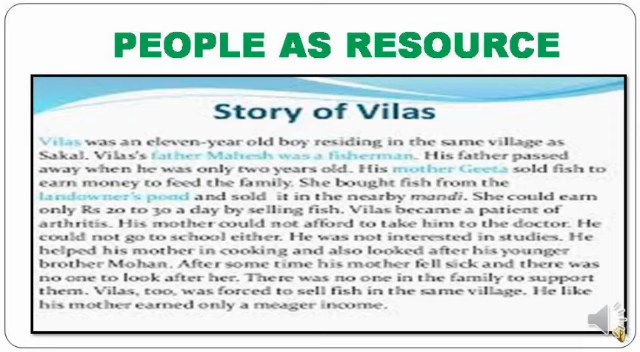 PEOPLE AS RESOURCE
Story of Vilas
Vilas was an eleven-year old boy residing in the same village as
Sakal. Vilas's father Mahesh was a fisherman. His father passed
away when he was only two years old. His mother Geeta sold fish to
earn money to feed the family. She bought fish from the
landowner's pond and sold it in the nearby mandi. She could earn
only Rs 20 to 30 a day by selling fish. Vilas became a patient of
arthritis. His mother could not afford to take him to the doctor. He
could not go to school either. He was not interested in studies. He
helped his mother in cooking and also looked after his younger
brother Mohan. After some time his mother fell sick and there was
no one to look after her. There was no one in the family to support
them. Vilas, too, was forced to sell fish in the same village. He like
his mother earned only a meager income.